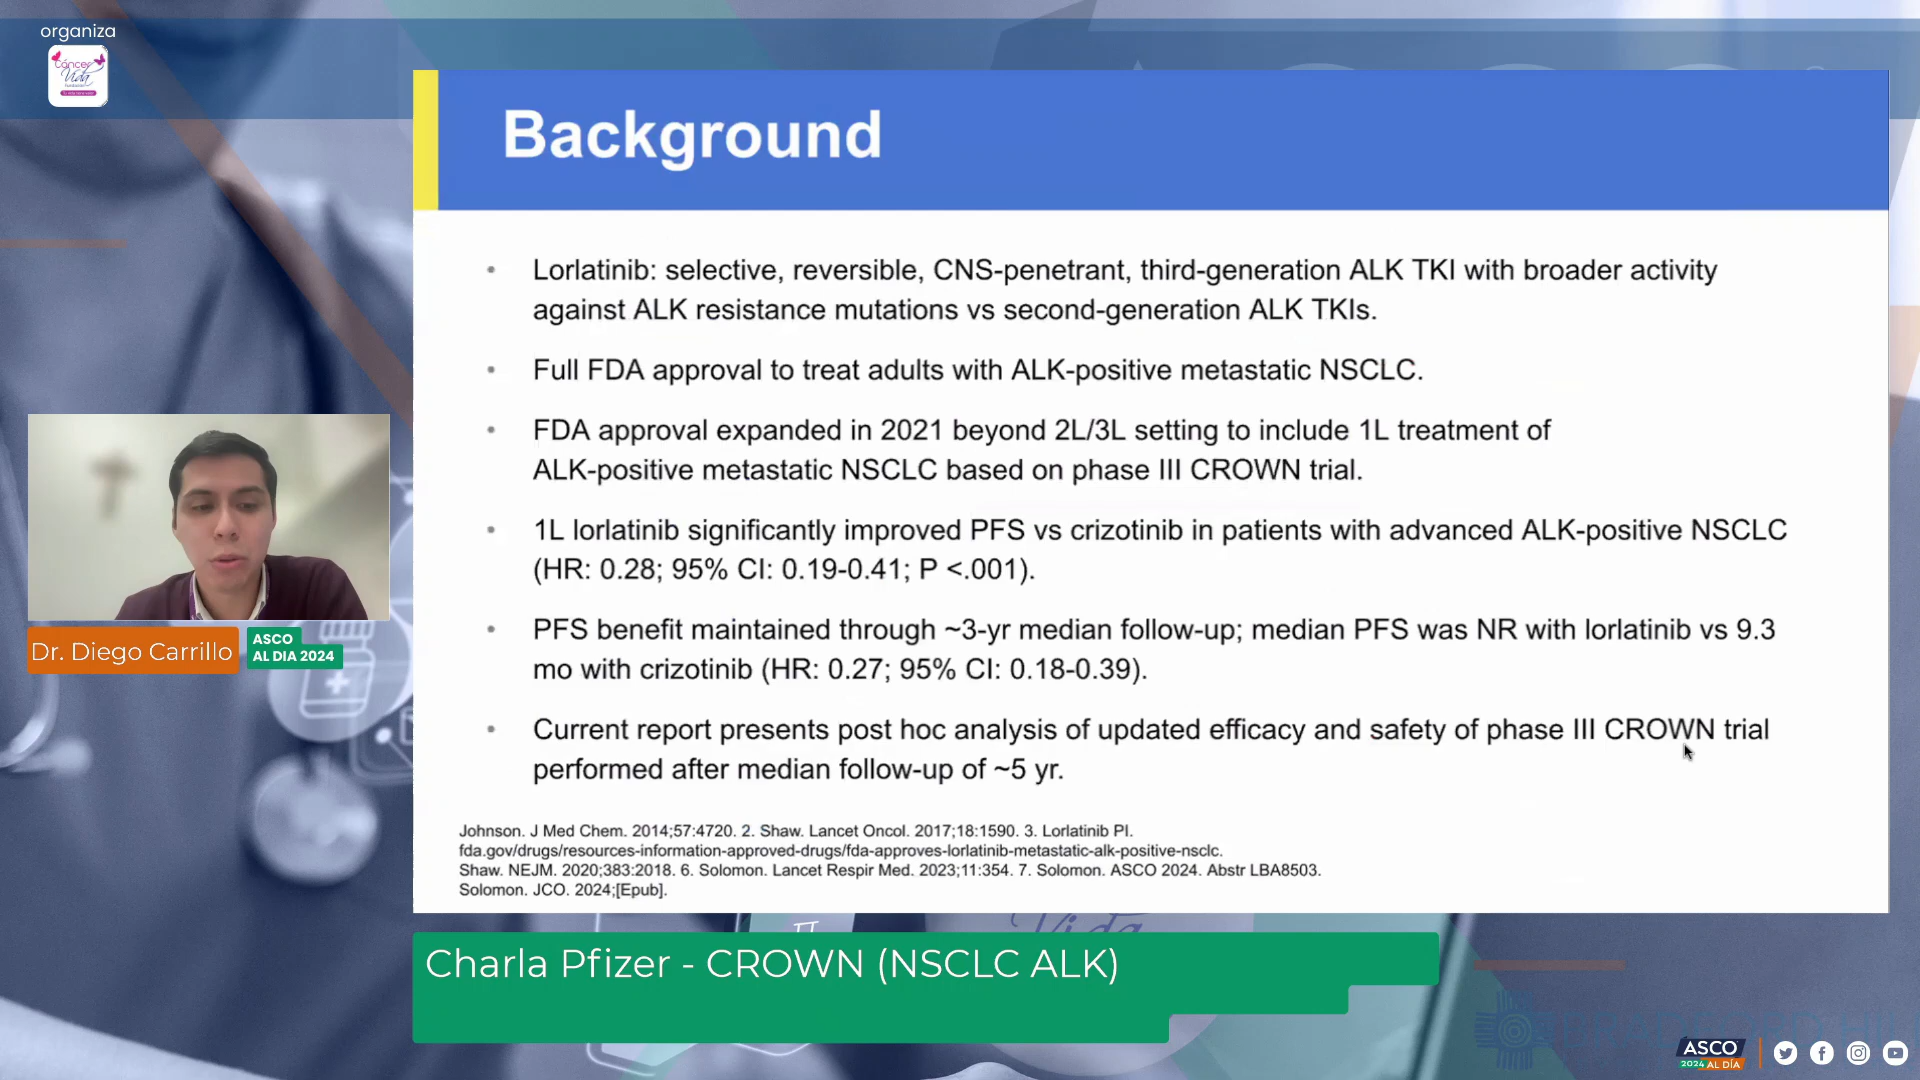 organiza
Cáncer
Vida
Background
• Lorlatinib: selective, reversible, CNS-penetrant, third-generation ALK TKI with broader activity
against ALK resistance mutations vs second-generation ALK TKIs.
• Full FDA approval to treat adults with ALK-positive metastatic NSCLC.
• FDA approval expanded in 2021 beyond 2L/3L setting to include 1L treatment of
ALK-positive metastatic NSCLC based on phase III CROWN trial.
• 1L lorlatinib significantly improved PFS vs crizotinib in patients with advanced ALK-positive NSCLC
(HR: 0.28; 95% CI: 0.19-0.41; P <.001).
• PFS benefit maintained through ~3-yr median follow-up; median PFS was NR with lorlatinib vs 9.3
mo with crizotinib (HR: 0.27; 95% CI: 0.18-0.39).
• Current report presents post hoc analysis of updated efficacy and safety of phase III CROWN trial
performed after median follow-up of ~5 yr.
Johnson. J Med Chem. 2014;57:4720. 2. Shaw. Lancet Oncol. 2017;18:1590. 3. Lorlatinib PI.
fda.gov/drugs/resources-information-approved-drugs/fda-approves-lorlatinib-metastatic-alk-positive-nsclc.
Shaw. NEJM. 2020;383:2018. 6. Solomon. Lancet Respir Med. 2023;11:354. 7. Solomon. ASCO 2024. Abstr LBA8503.
Solomon. JCO. 2024;[Epub].
Dr. Diego Carrillo
ASCO
AL DIA 2024
Vida
Charla Pfizer - CROWN (NSCLC ALK)
ASCO
2024 AL DÍA